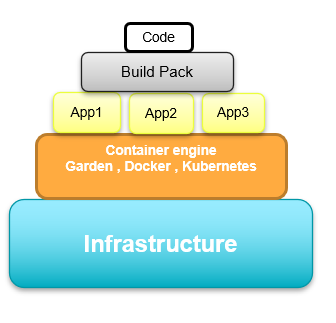 Code
Build Pack
App1 App2 App3
Container engine
Garden , Docker , Kubernetes
Infrastructure